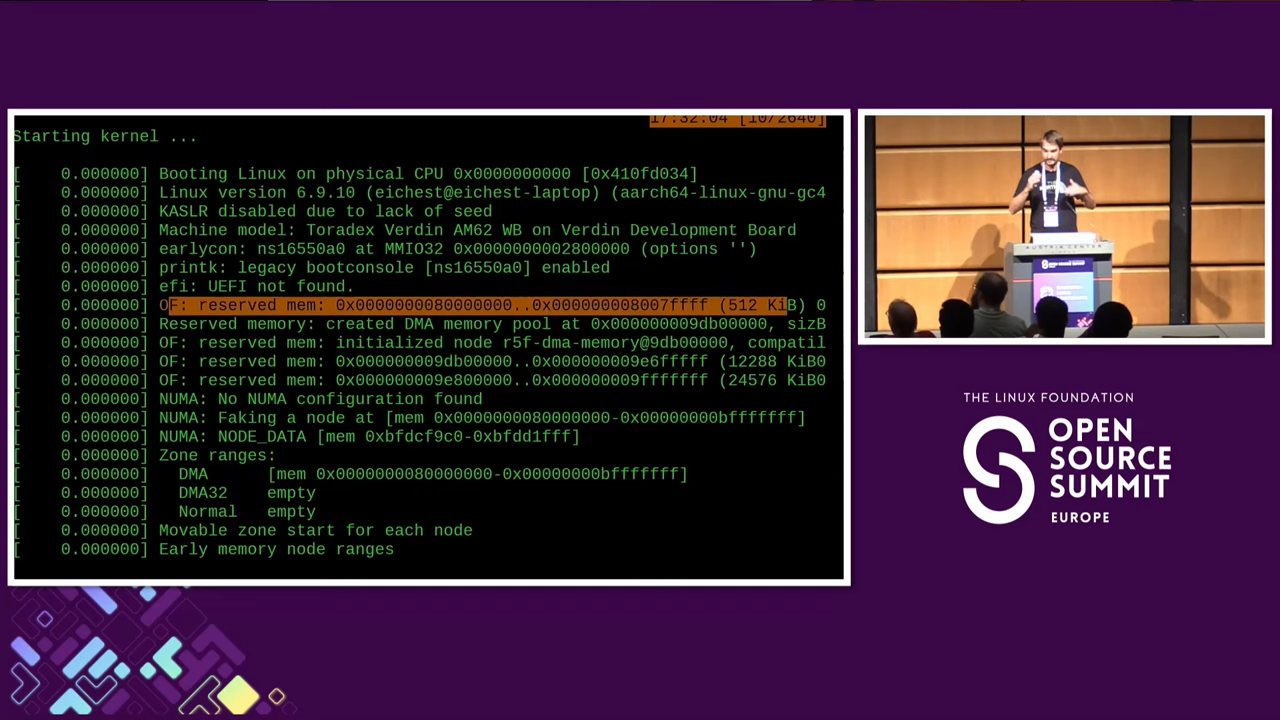 17:32:04 [10/2640]
Starting kernel ...
[    0.000000] Booting Linux on physical CPU 0x0000000000 [0x410fd034]
[    0.000000] Linux version 6.9.10 (eichest@eichest-laptop) (aarch64-linux-gnu-gc4
[    0.000000] KASLR disabled due to lack of seed
[    0.000000] Machine model: Toradex Verdin AM62 WB on Verdin Development Board
[    0.000000] earlycon: ns16550a0 at MMIO32 0x0000000002800000 (options '')
[    0.000000] printk: legacy bootconsole [ns16550a0] enabled
[    0.000000] efi: UEFI not found.
[    0.000000] OF: reserved mem: 0x0000000080000000..0x000000008007ffff (512 KiB) 0
[    0.000000] Reserved memory: created DMA memory pool at 0x000000009db00000, sizB
[    0.000000] OF: reserved mem: initialized node r5f-dma-memory@9db00000, compatil
[    0.000000] OF: reserved mem: 0x000000009db00000..0x000000009e6fffff (12288 KiB0
[    0.000000] OF: reserved mem: 0x000000009e800000..0x000000009fffffff (24576 KiB0
[    0.000000] NUMA: No NUMA configuration found
[    0.000000] NUMA: Faking a node at [mem 0x0000000080000000-0x00000000bfffffff]
[    0.000000] NUMA: NODE_DATA [mem 0xbfdcf9c0-0xbfdd1fff]
[    0.000000] Zone ranges:
[    0.000000]   DMA      [mem 0x0000000080000000-0x00000000bfffffff]
[    0.000000]   DMA32    empty
[    0.000000]   Normal   empty
[    0.000000] Movable zone start for each node
[    0.000000] Early memory node ranges
AUSTRIA CENTER
THE LINUX FOUNDATION
OPEN
SOURCE
SUMMIT
EUROPE